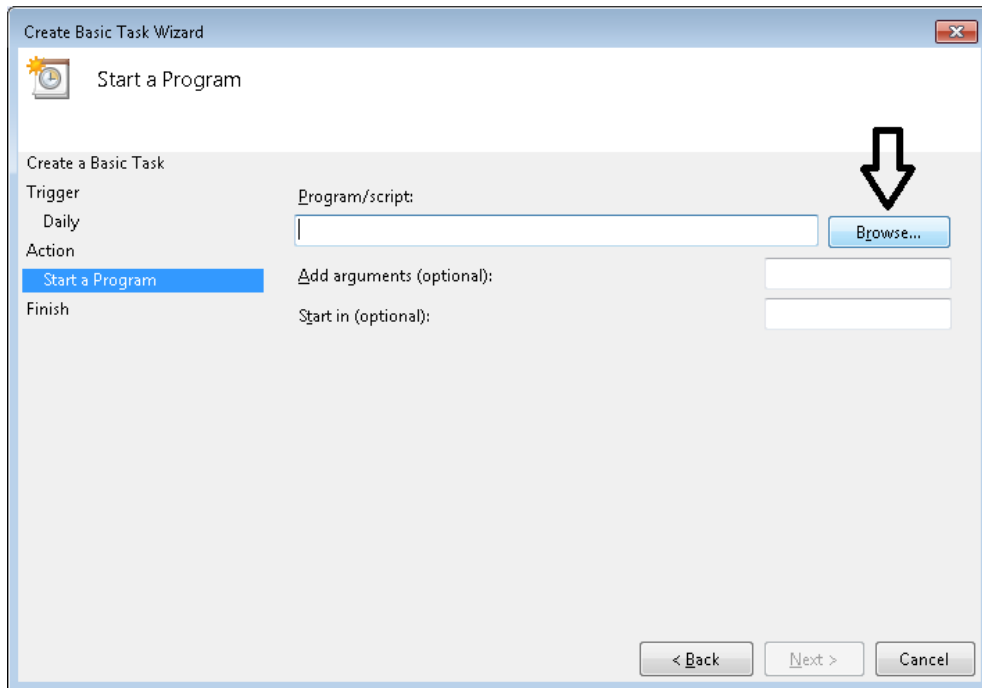 Create Basic Task Wizard
Start a Program
Create a Basic Task
Trigger
Daily
Action
Start a Program
Finish
Program/script:
Browse...
Add arguments (optional):
Start in (optional):
< Back
Next >
Cancel